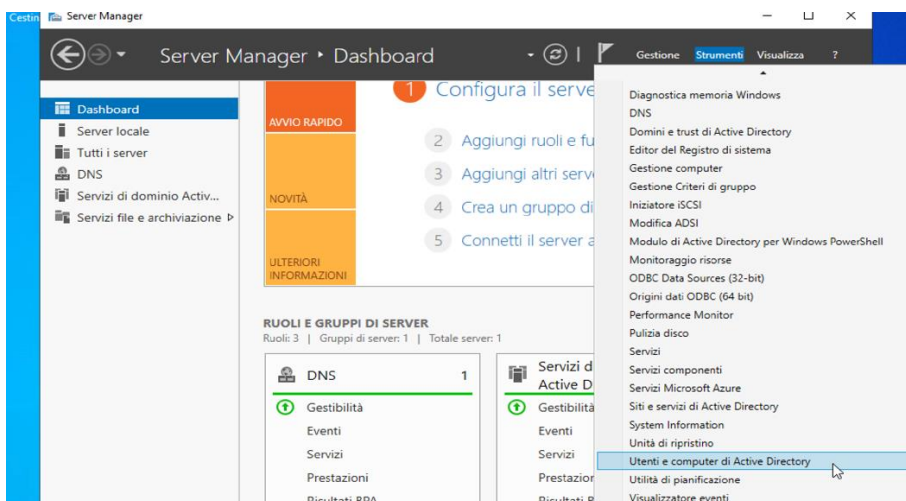 Cestin
Server Manager
Server Manager ‣ Dashboard
Gestione Strumenti Visualizza ?
Dashboard
Server locale
Tutti i server
DNS
Servizi di dominio Activ...
Servizi file e archiviazione
AVVIO RAPIDO
NOVITÀ
ULTERIORI
INFORMAZIONI
1 Configura il serve
2 Aggiungi ruoli e fu
3 Aggiungi altri serv
4 Crea un gruppo di
5 Connetti il server a
RUOLI E GRUPPI DI SERVER
Ruoli: 3 | Gruppi di server: 1 | Totale server: 1
DNS 1
Gestibilità
Eventi
Servizi
Prestazioni
Risultati BPA
Servizi d
Active D
Gestibilità
Eventi
Servizi
Prestazior
Risultati B
Diagnostica memoria Windows
DNS
Domini e trust di Active Directory
Editor del Registro di sistema
Gestione computer
Gestione Criteri di gruppo
Iniziatore iSCSI
Modifica ADSI
Modulo di Active Directory per Windows PowerShell
Monitoraggio risorse
ODBC Data Sources (32-bit)
Origini dati ODBC (64 bit)
Performance Monitor
Pulizia disco
Servizi
Servizi componenti
Servizi Microsoft Azure
Siti e servizi di Active Directory
System Information
Unità di ripristino
Utenti e computer di Active Directory
Utilità di pianificazione
Visualizzatore eventi